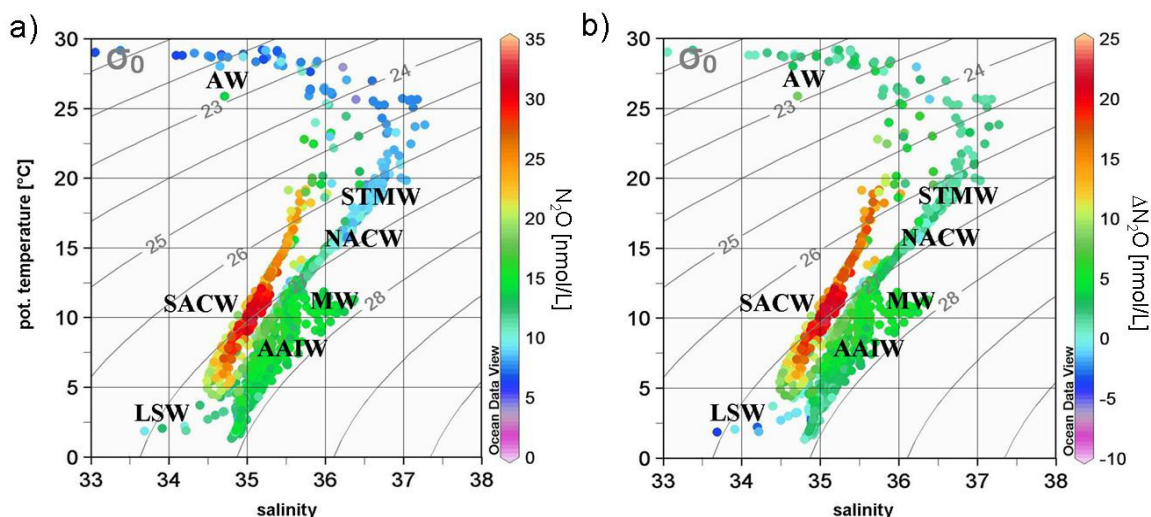 a)
b)
30
25
20
15
10
5
0
33
34
35
36
37
38
pot. temperature [°C]
salinity
σ0
AW
STMW
NACW
SACW
MW
AAIW
LSW
23
24
25
26
28
35
30
25
20
15
10
5
0
N2O [nmol/L]
Ocean Data View
30
25
20
15
10
5
0
33
34
35
36
37
38
salinity
σ0
AW
STMW
NACW
SACW
MW
AAIW
LSW
23
24
25
26
28
25
20
15
10
5
0
−5
−10
ΔN2O [nmol/L]
Ocean Data View